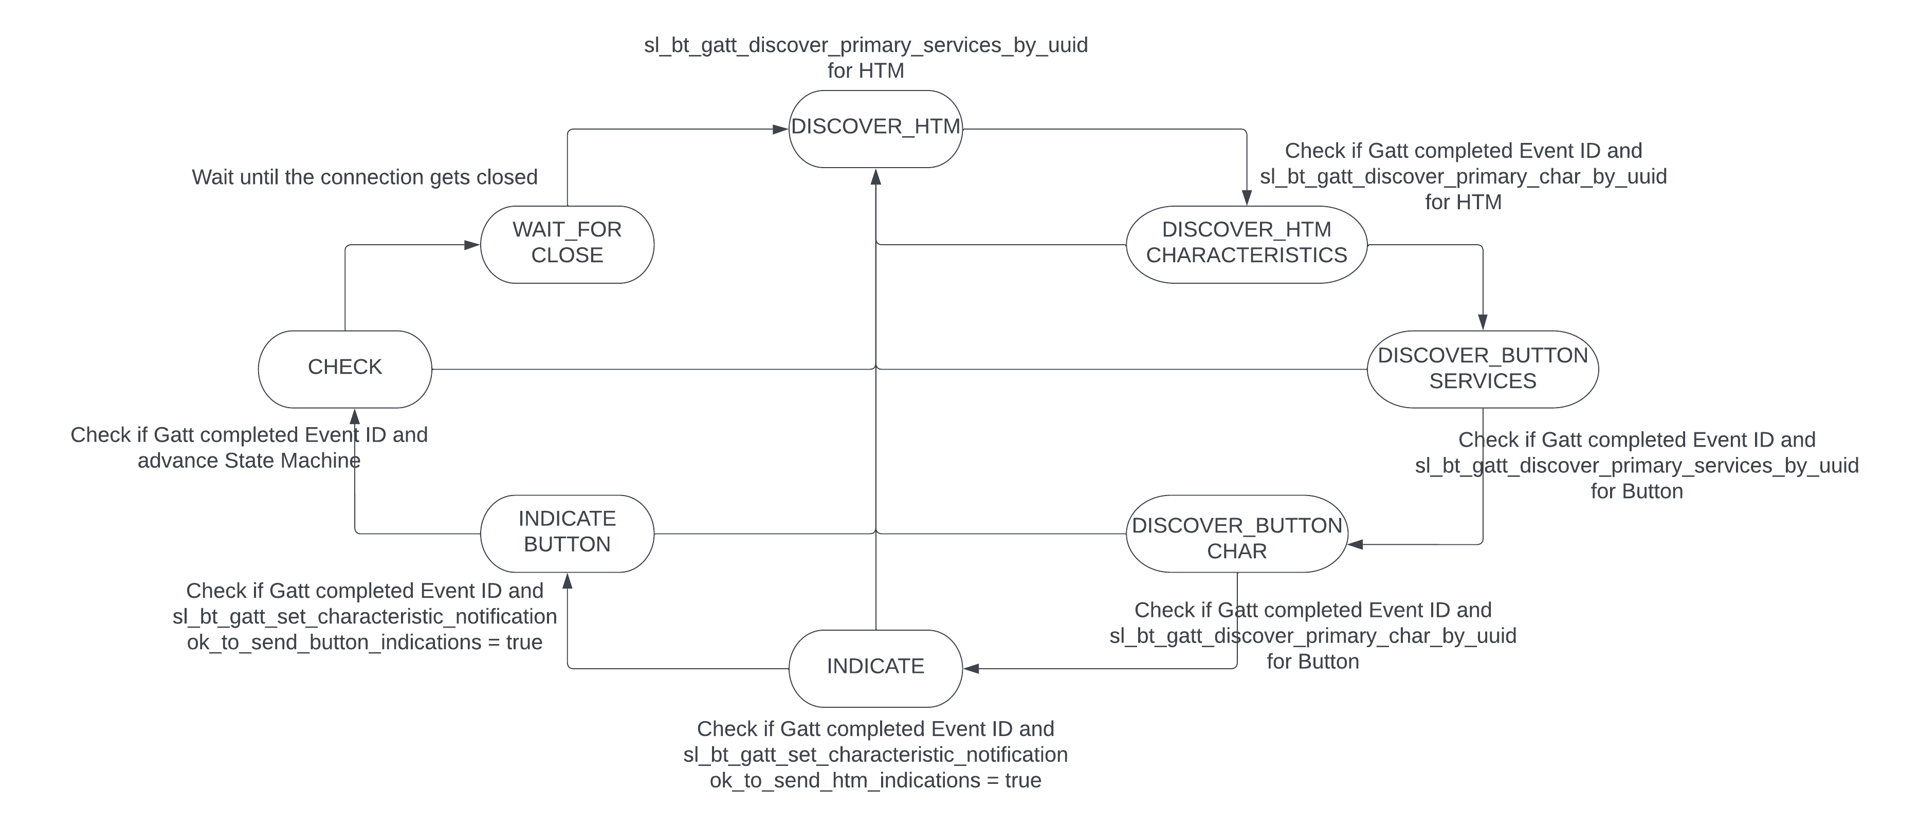 sl_bt_gatt_discover_primary_services_by_uuid
for HTM
DISCOVER_HTM
Check if Gatt completed Event ID and
sl_bt_gatt_discover_primary_char_by_uuid
for HTM
Wait until the connection gets closed
WAIT_FOR
CLOSE
DISCOVER_HTM
CHARACTERISTICS
CHECK
DISCOVER_BUTTON
SERVICES
Check if Gatt completed Event ID and
advance State Machine
Check if Gatt completed Event ID and
sl_bt_gatt_discover_primary_services_by_uuid
for Button
INDICATE
BUTTON
DISCOVER_BUTTON
CHAR
Check if Gatt completed Event ID and
sl_bt_gatt_set_characteristic_notification
ok_to_send_button_indications = true
Check if Gatt completed Event ID and
sl_bt_gatt_discover_primary_char_by_uuid
for Button
INDICATE
Check if Gatt completed Event ID and
sl_bt_gatt_set_characteristic_notification
ok_to_send_htm_indications = true